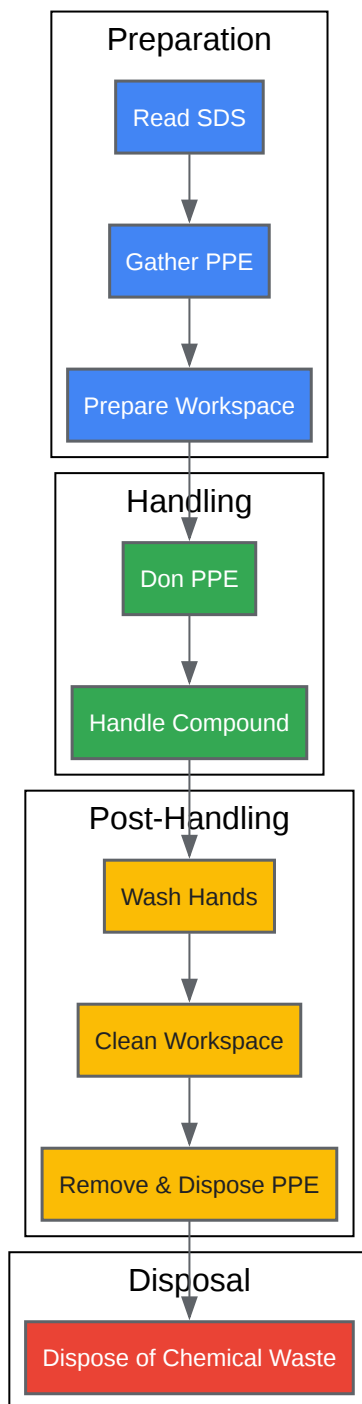 Preparation
Read SDS
Gather PPE
Prepare Workspace
Handling
Don PPE
Handle Compound
Post-Handling
Wash Hands
Clean Workspace
Remove & Dispose PPE
Disposal
Dispose of Chemical Waste